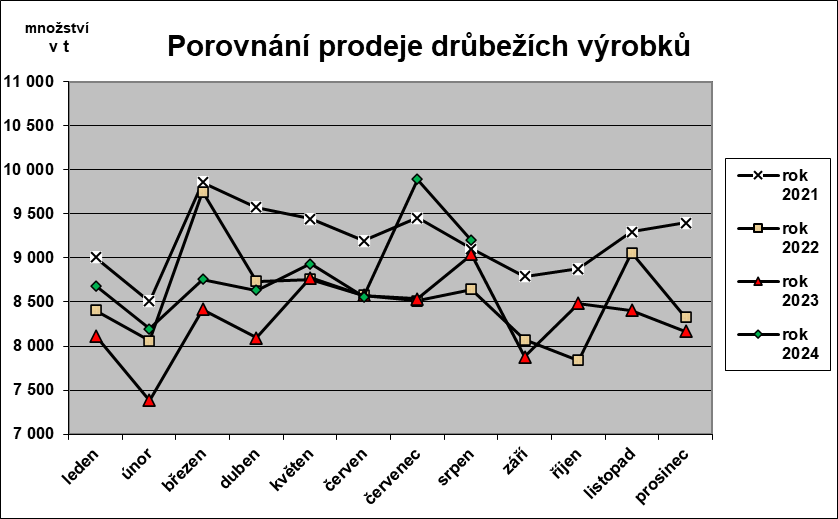 množství
v t
Porovnání prodeje drůbežích výrobků
11 000
10 500
10 000
9 500
9 000
8 500
8 000
7 500
7 000
leden
únor
březen
duben
květen
červen
červenec
srpen
září
říjen
listopad
prosinec
rok
2021
rok
2022
rok
2023
rok
2024